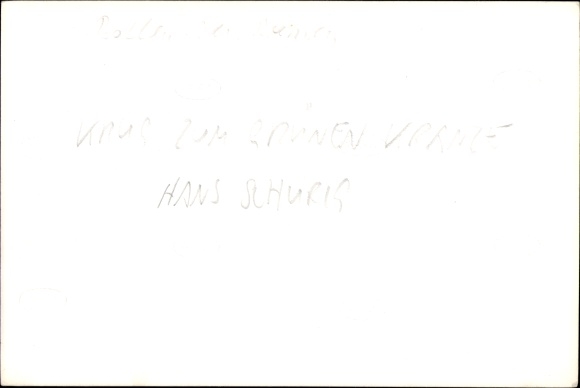 KRUG ZUM GRÜNEN KRANZE
HANS SCHURIG